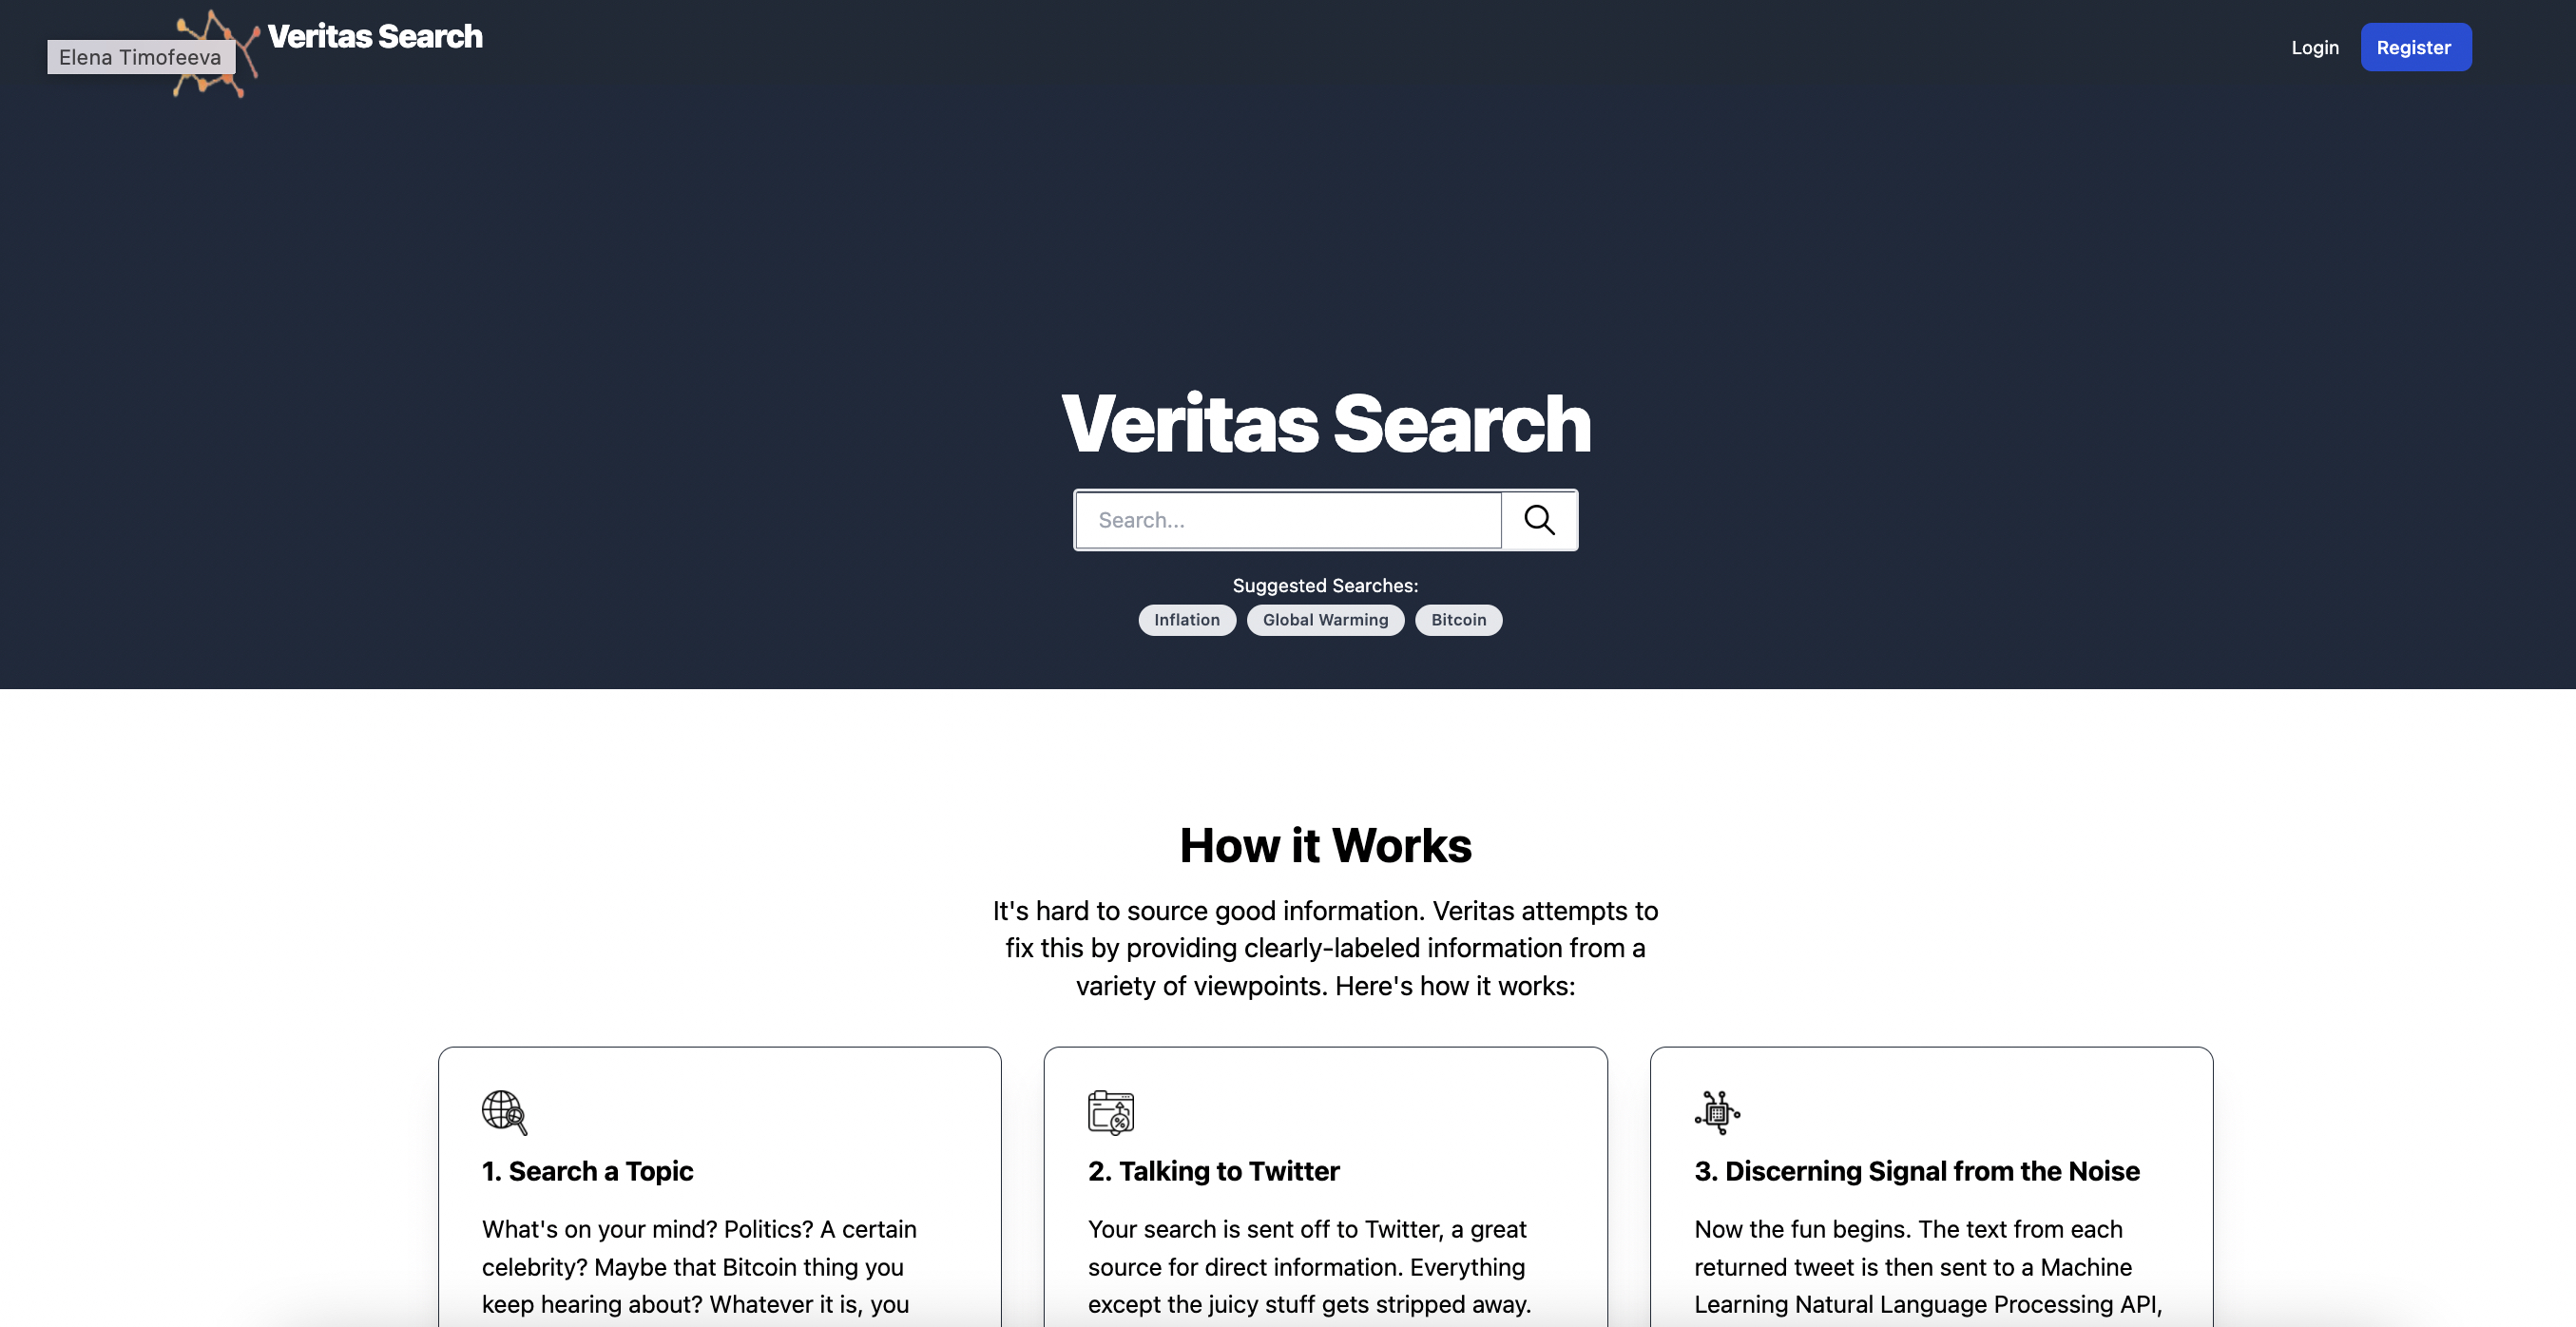 Veritas Search
Elena Timofeeva
Login
Register
Veritas Search
Search...
Suggested Searches:
Inflation
Global Warming
Bitcoin
How it Works
It's hard to source good information. Veritas attempts to
fix this by providing clearly-labeled information from a
variety of viewpoints. Here's how it works:
1. Search a Topic
What's on your mind? Politics? A certain
celebrity? Maybe that Bitcoin thing you
keep hearing about? Whatever it is, you
2. Talking to Twitter
Your search is sent off to Twitter, a great
source for direct information. Everything
except the juicy stuff gets stripped away.
3. Discerning Signal from the Noise
Now the fun begins. The text from each
returned tweet is then sent to a Machine
Learning Natural Language Processing API,